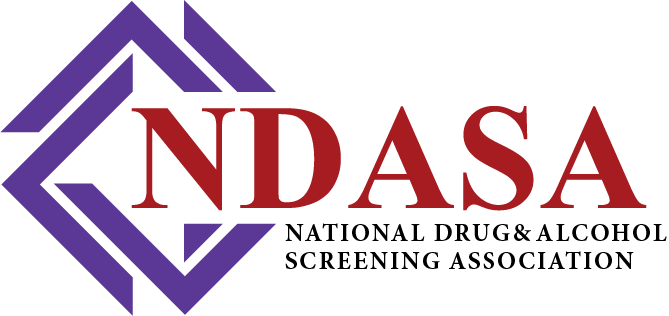 NDASA
NATIONAL DRUG & ALCOHOL
SCREENING ASSOCIATION